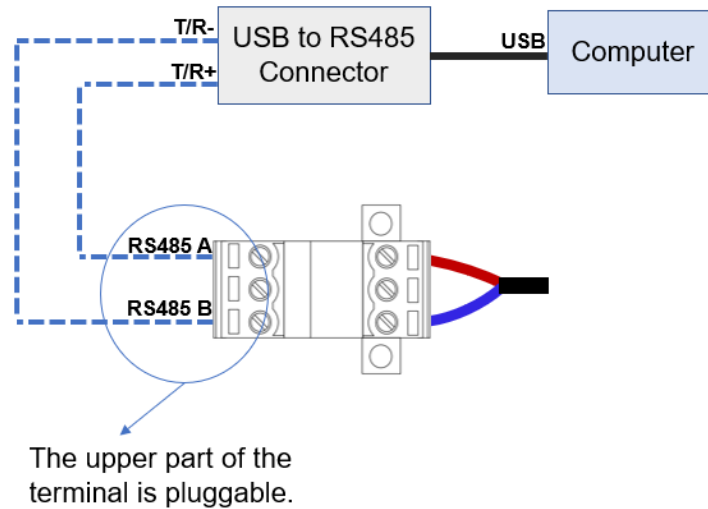 T/R-
USB to RS485
Connector
USB
Computer
T/R+
RS485 A
RS485 B
The upper part of the
terminal is pluggable.